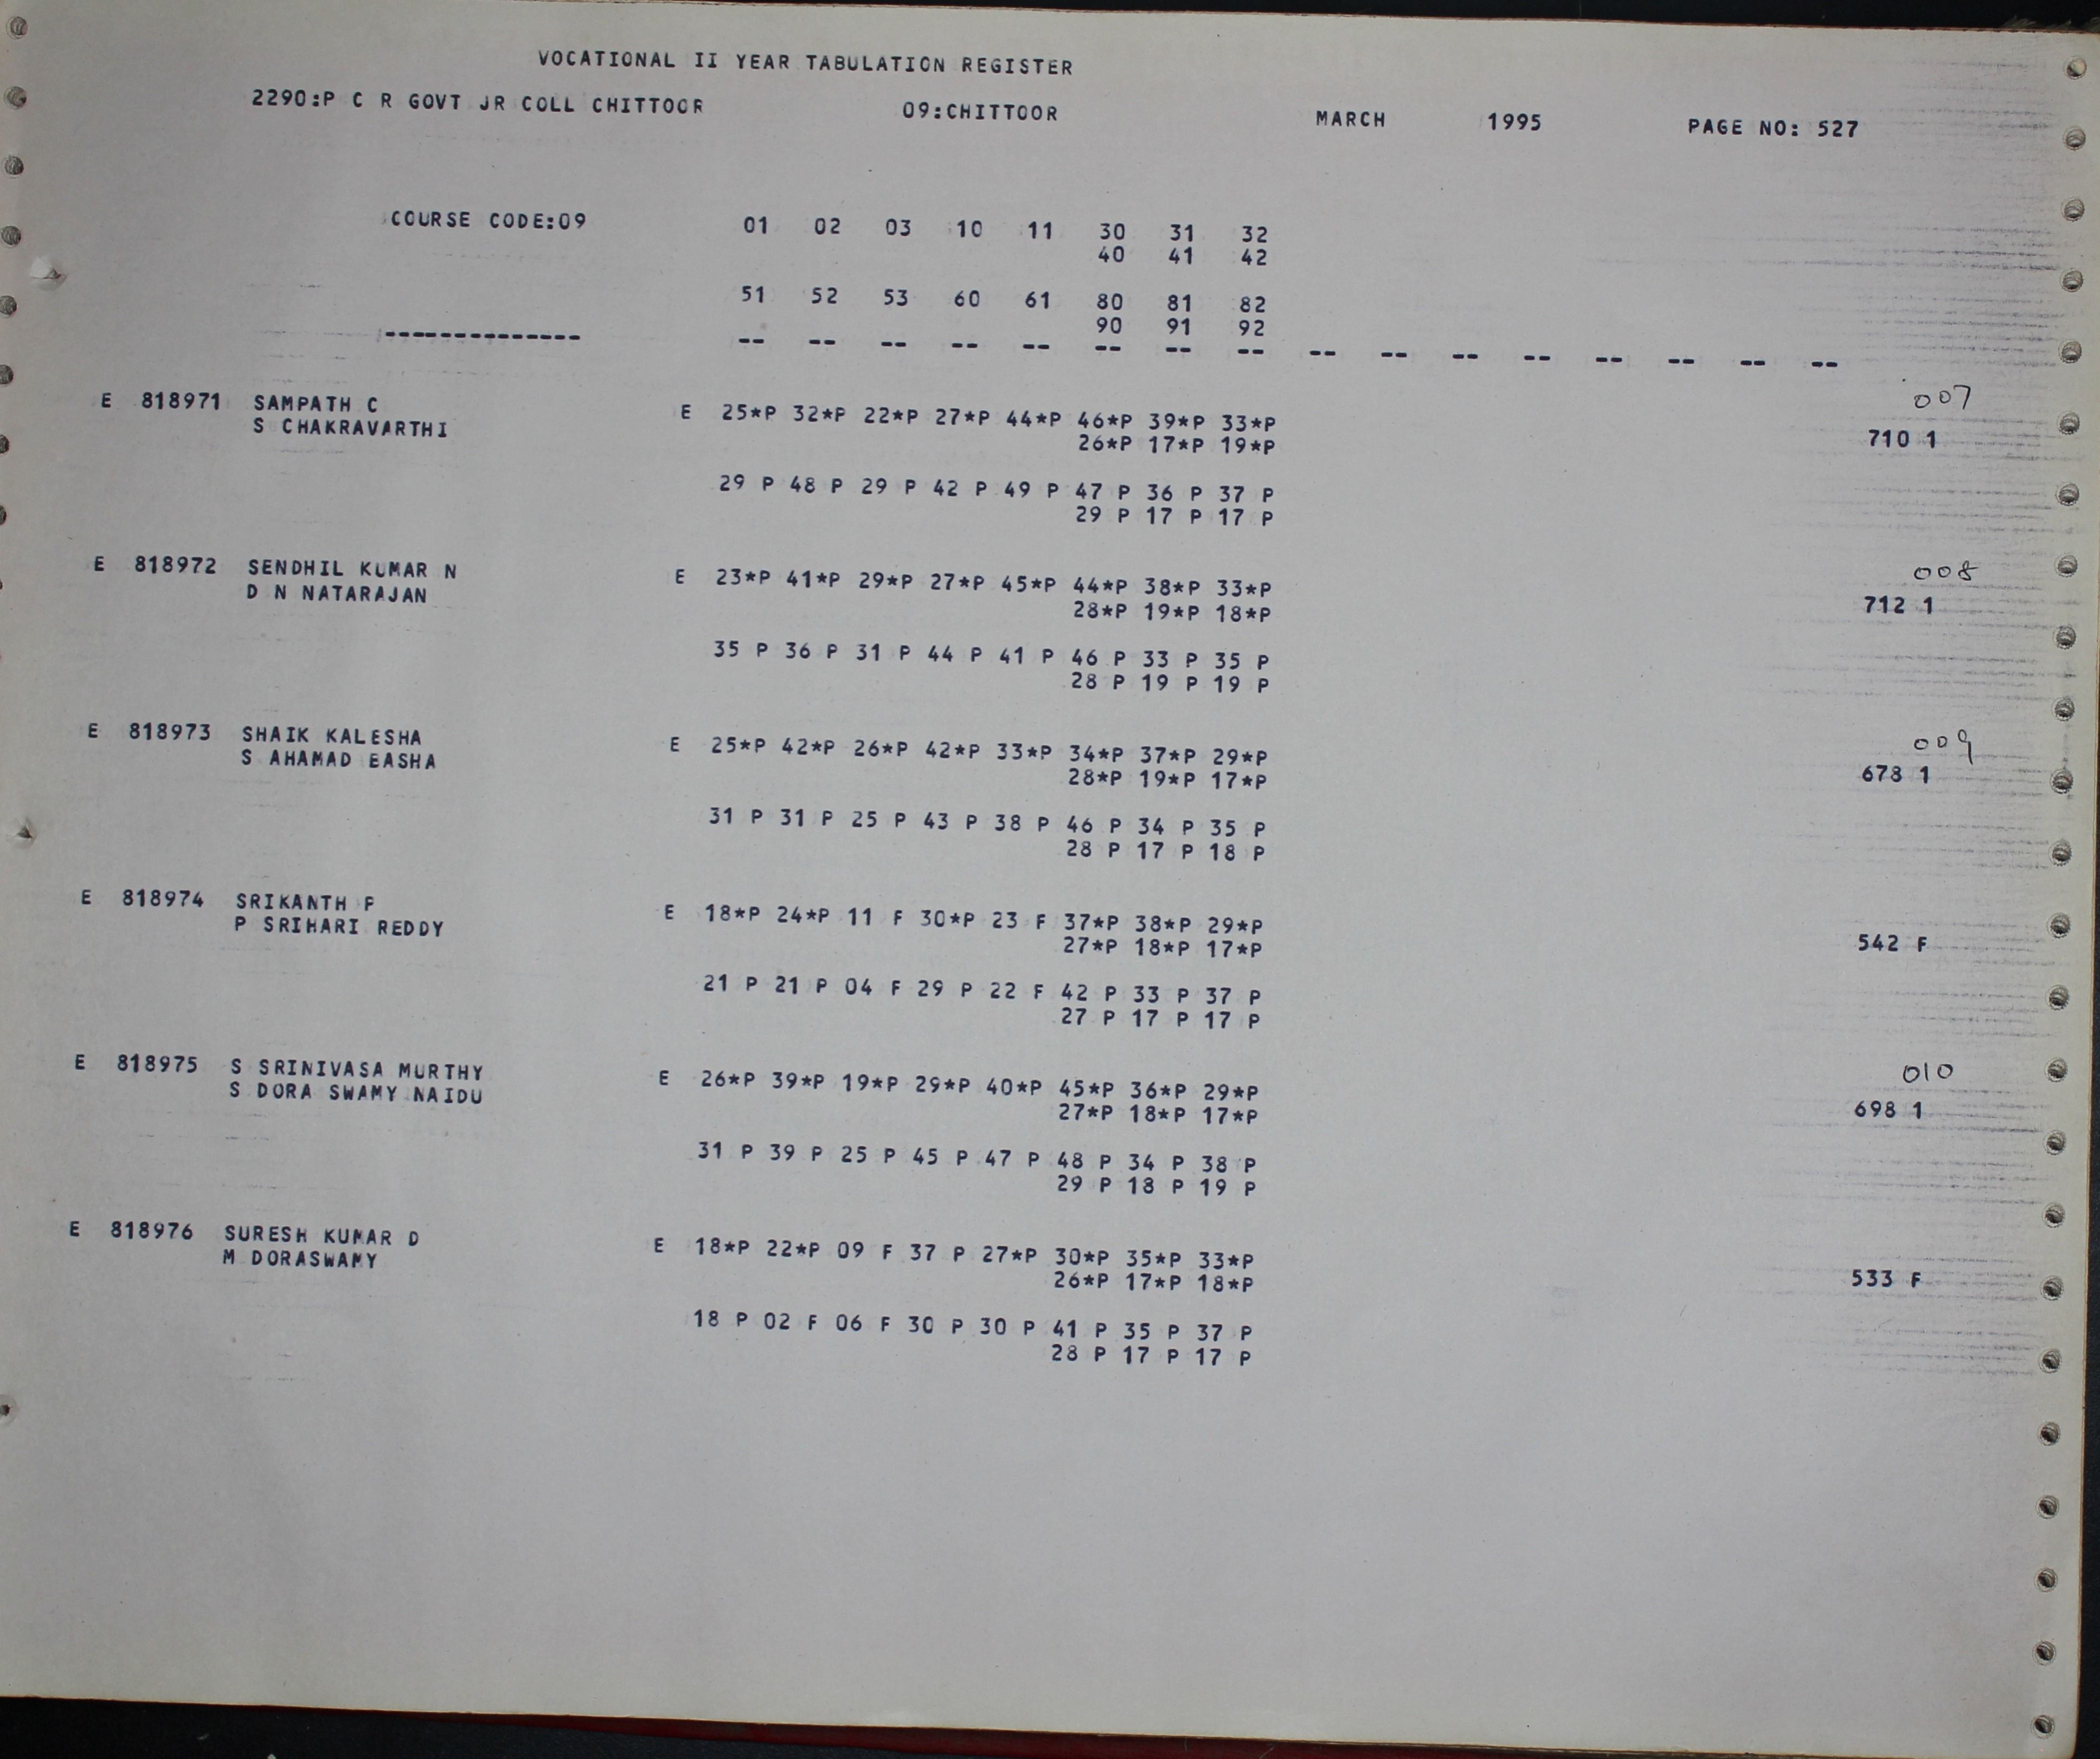 VOCATIONAL II YEAR TABULATION REGISTER
2290:P C R GOVT JR COLL CHITTOOR 09:CHITTOOR MARCH 1995 PAGE NO: 527
COURSE CODE:09 01 02 03 10 11 30 31 32
40 41 42
51 52 53 60 61 80 81 82
90 91 92
-------------- -- -- -- -- -- -- -- -- -- -- -- -- -- -- -- --
007
E 818971 SAMPATH C E 25*P 32*P 22*P 27*P 44*P 46*P 39*P 33*P
S CHAKRAVARTHI 26*P 17*P 19*P 710 1
29 P 48 P 29 P 42 P 49 P 47 P 36 P 37 P
29 P 17 P 17 P
008
E 818972 SENDHIL KUMAR N E 23*P 41*P 29*P 27*P 45*P 44*P 38*P 33*P
D N NATARAJAN 28*P 19*P 18*P 712 1
35 P 36 P 31 P 44 P 41 P 46 P 33 P 35 P
28 P 19 P 19 P
009
E 818973 SHAIK KALESHA E 25*P 42*P 26*P 42*P 33*P 34*P 37*P 29*P
S AHAMAD EASHA 28*P 19*P 17*P 678 1
31 P 31 P 25 P 43 P 38 P 46 P 34 P 35 P
28 P 17 P 18 P
E 818974 SRIKANTH P E 18*P 24*P 11 F 30*P 23 F 37*P 38*P 29*P
P SRIHARI REDDY 27*P 18*P 17*P 542 F
21 P 21 P 04 F 29 P 22 F 42 P 33 P 37 P
27 P 17 P 17 P
010
E 818975 S SRINIVASA MURTHY E 26*P 39*P 19*P 29*P 40*P 45*P 36*P 29*P
S DORA SWAMY NAIDU 27*P 18*P 17*P 698 1
31 P 39 P 25 P 45 P 47 P 48 P 34 P 38 P
29 P 18 P 19 P
E 818976 SURESH KUMAR D E 18*P 22*P 09 F 37 P 27*P 30*P 35*P 33*P
M DORASWAMY 26*P 17*P 18*P 533 F
18 P 02 F 06 F 30 P 30 P 41 P 35 P 37 P
28 P 17 P 17 P